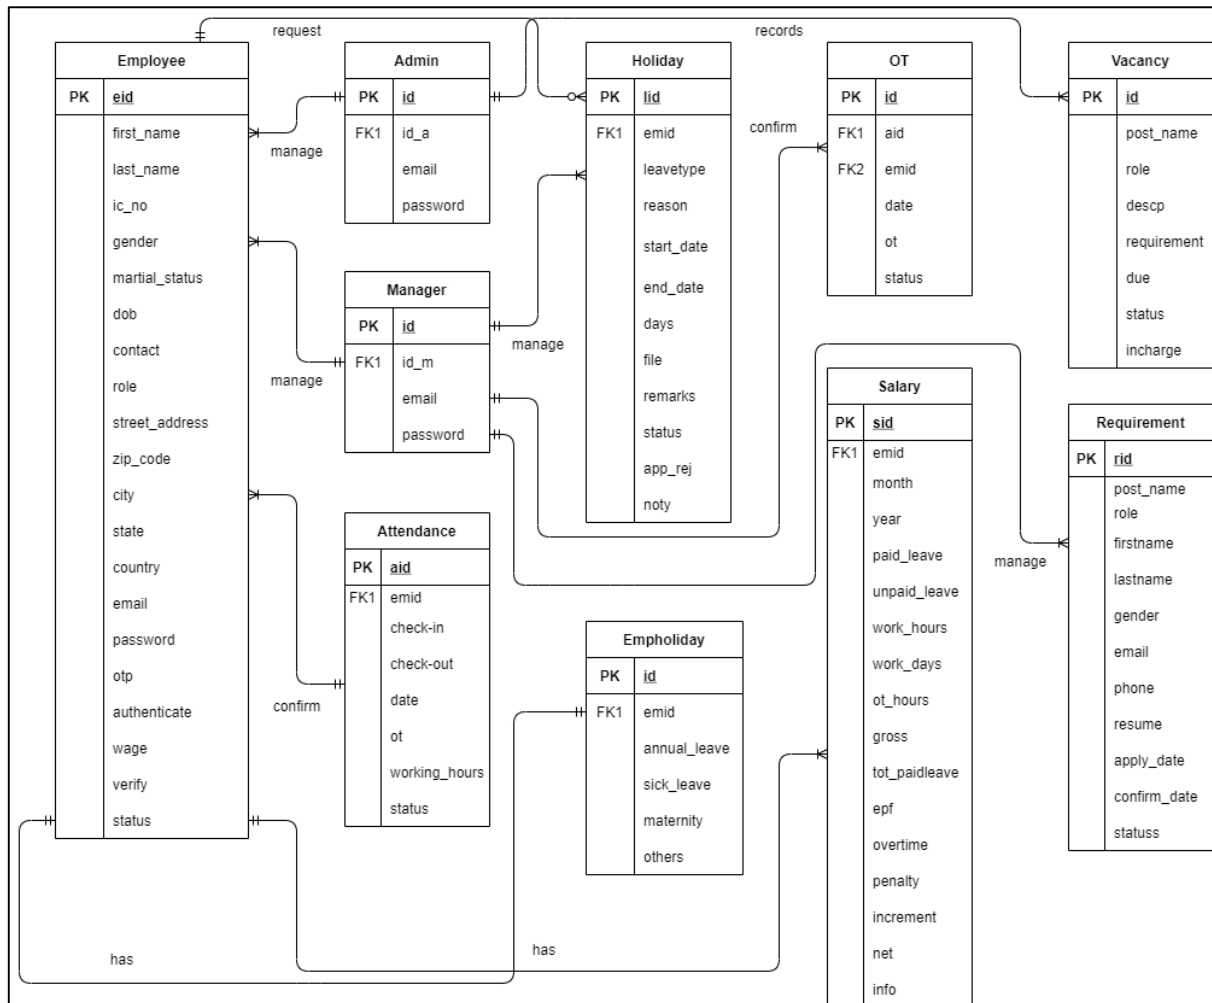 request
records
Employee
PK eid
first_name
last_name
ic_no
gender
martial_status
dob
contact
role
street_address
zip_code
city
state
country
email
password
otp
authenticate
wage
verify
status
manage
manage
confirm
has
Admin
PK id
FK1 id_a
email
password
Manager
PK id
FK1 id_m
email
password
manage
Attendance
PK aid
FK1 emid
check-in
check-out
date
ot
working_hours
status
has
Holiday
PK lid
FK1 emid
leavetype
reason
start_date
end_date
days
file
remarks
status
app_rej
noty
Empholiday
PK id
FK1 emid
annual_leave
sick_leave
maternity
others
confirm
OT
PK id
FK1 aid
FK2 emid
date
ot
status
Salary
PK sid
FK1 emid
month
year
paid_leave
unpaid_leave
work_hours
work_days
ot_hours
gross
tot_paidleave
epf
overtime
penalty
increment
net
info
manage
Vacancy
PK id
post_name
role
descp
requirement
due
status
incharge
Requirement
PK rid
post_name
role
firstname
lastname
gender
email
phone
resume
apply_date
confirm_date
statuss